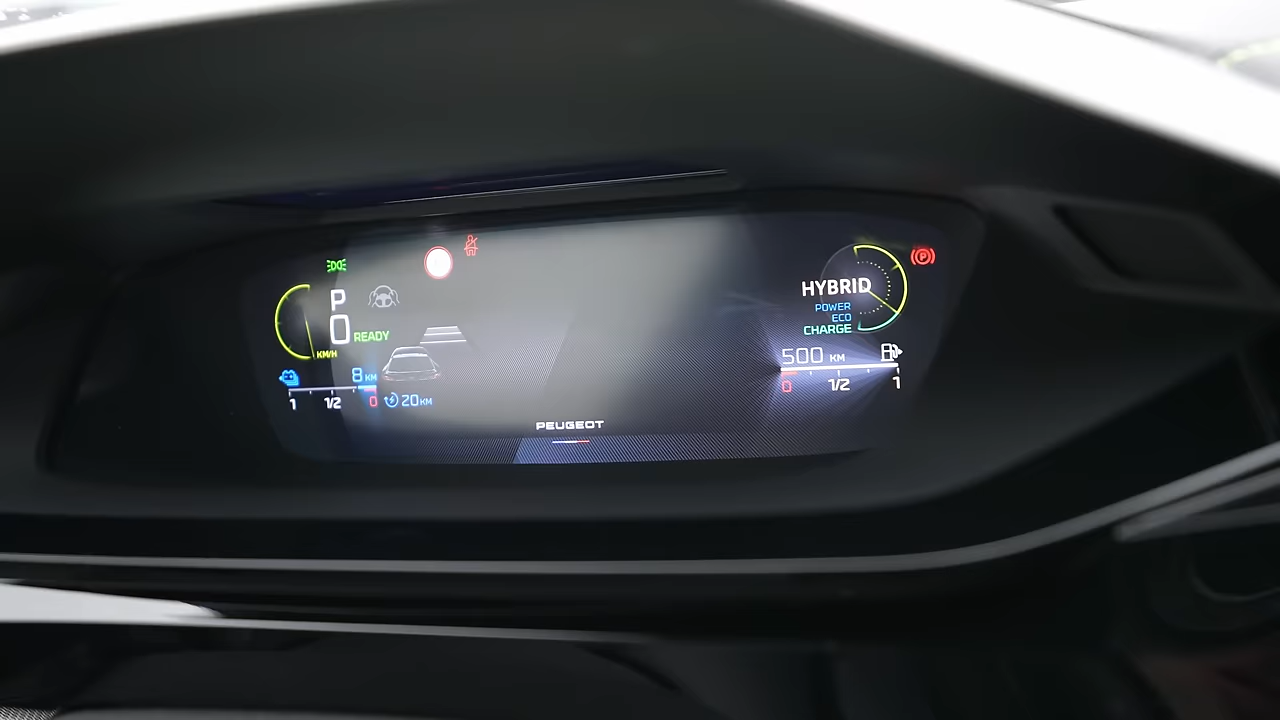 P
0 READY
KM/H
8 KM
1 1/2 0
20 KM
PEUGEOT
HYBRID
POWER
ECO
CHARGE
P
500 KM
0 1/2 1